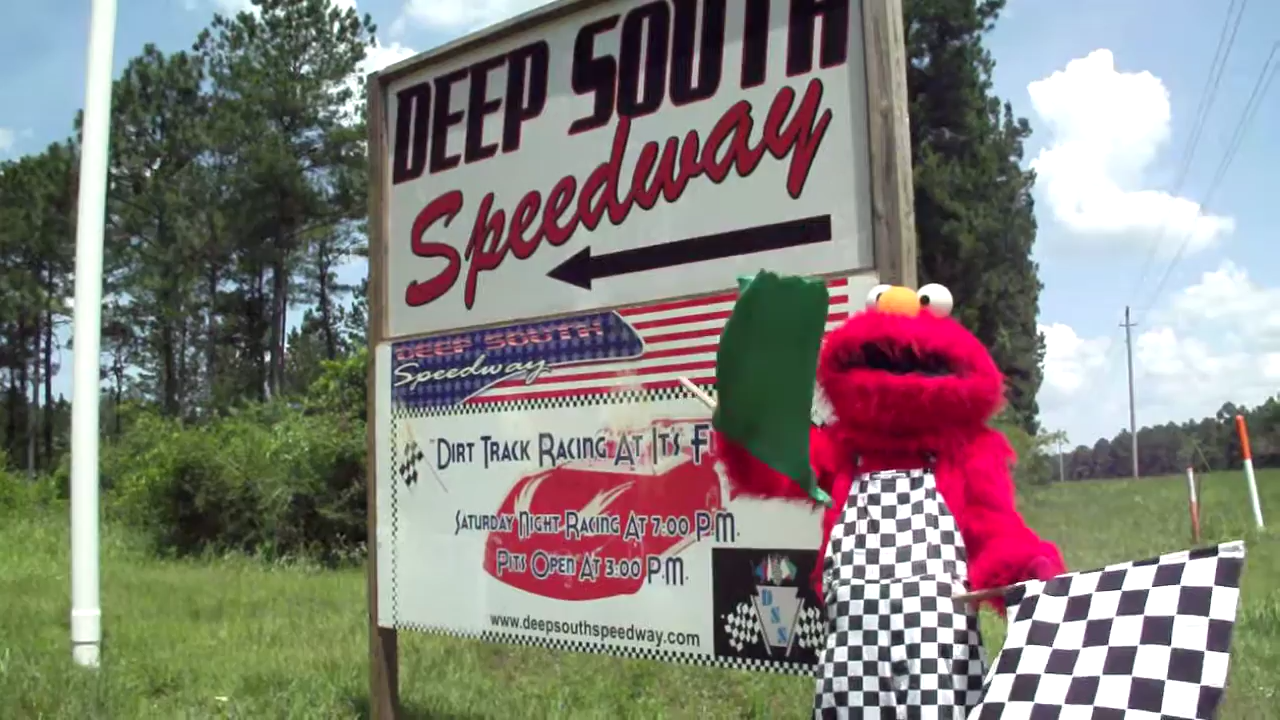 DEEP SOUTH
Speedway
DEEP SOUTH
Speedway
"DIRT TRACK RACING AT ITS
SATURDAY NIGHT RACING AT 7:00 P.M.
PITS OPEN AT 3:00 P.M.
www.deepsouthspeedway.com
DSS